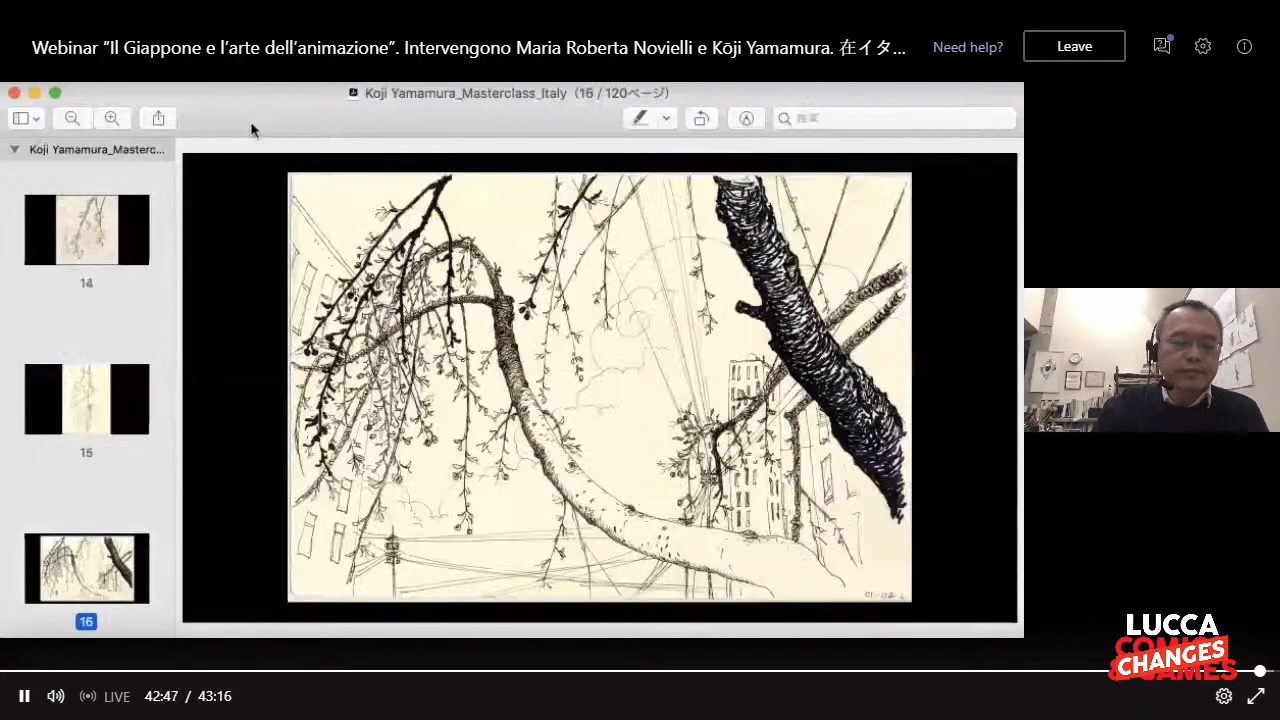 Webinar "Il Giappone e l'arte dell'animazione". Intervengono Maria Roberta Novielli e Kōji Yamamura. 在イタ...
Need help?
Leave
Koji Yamamura_Masterclass_Italy (16 / 120ページ)
検索
Koji Yamamura_Masterc...
14
15
16
LUCCA
COMICS
CHANGES
& GAMES
LIVE
42:47 / 43:16